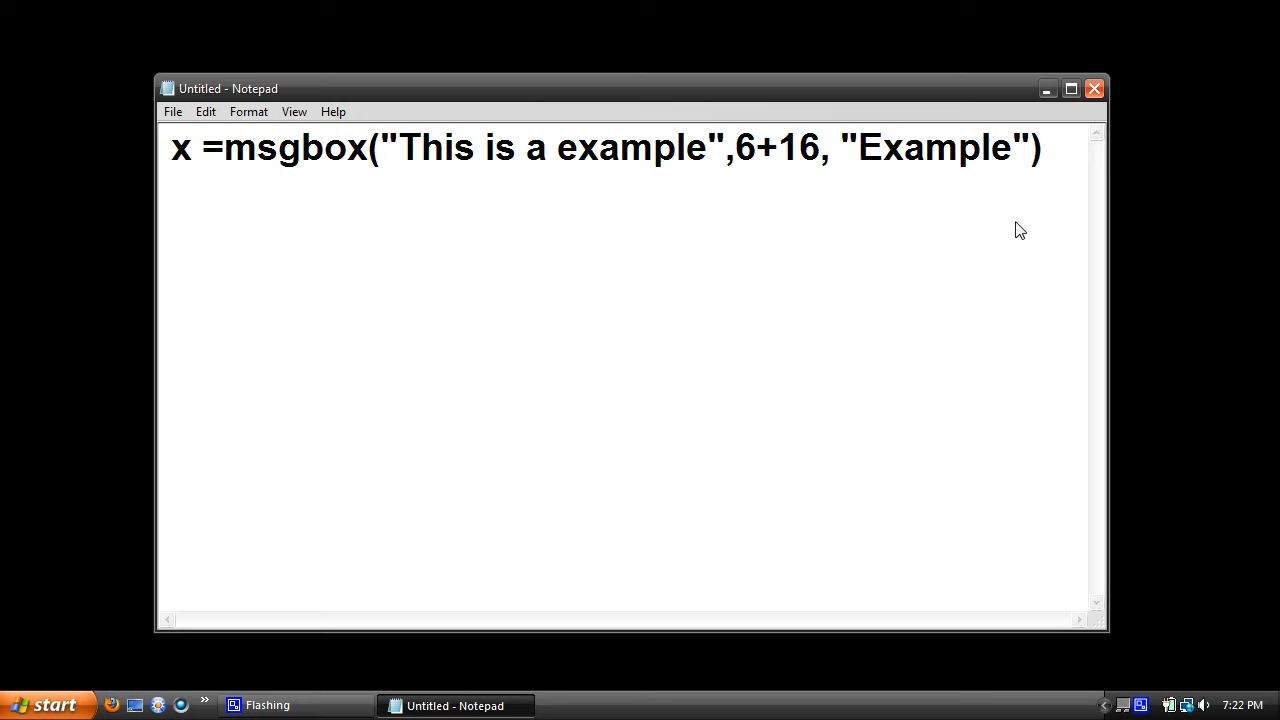 Untitled - Notepad
File Edit Format View Help
x =msgbox("This is a example",6+16, "Example")
start
Flashing
Untitled - Notepad
7:22 PM